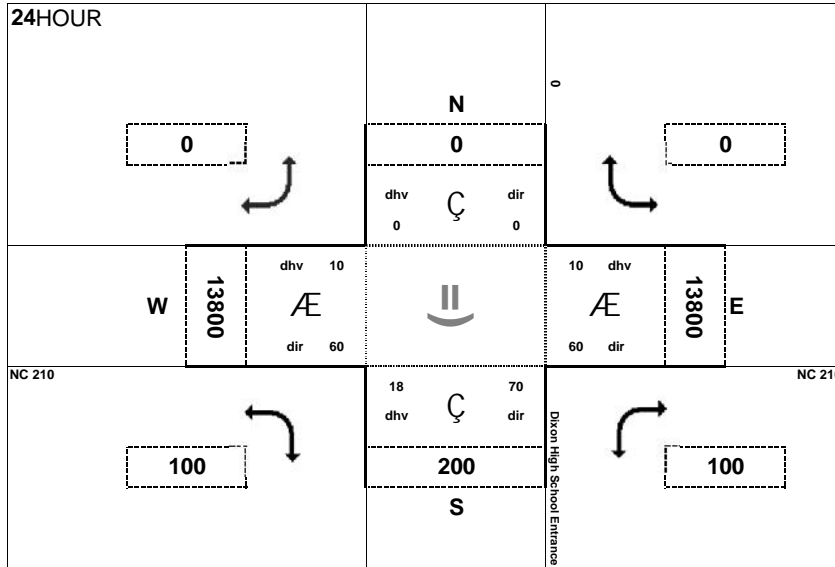 24HOUR
0
N
0 0 0
dhv Ç dir
0 0
dhv 10 10 dhv
W 13800 Æ Æ 13800 E
dir 60 60 dir
NC 210 NC 210
18 70
dhv Ç dir
Dixon High School Entrance
100 200 100
S